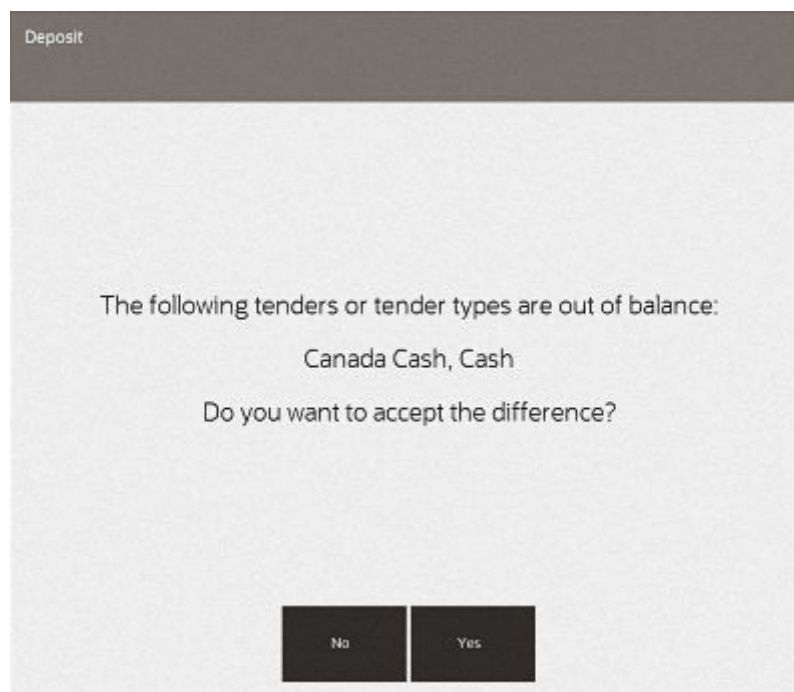 Deposit
The following tenders or tender types are out of balance:
Canada Cash, Cash
Do you want to accept the difference?
No
Yes